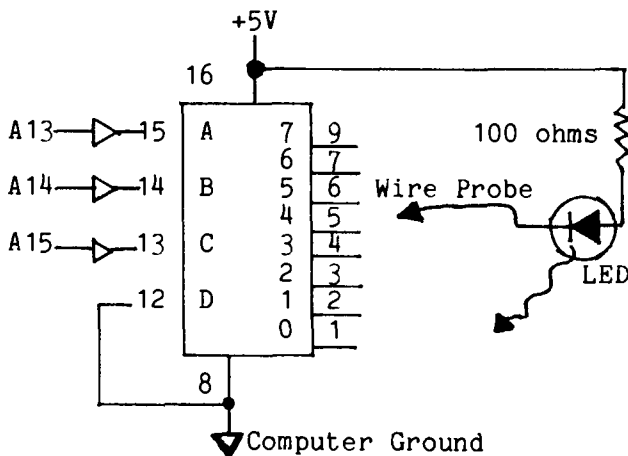 +5V
16
A13 15 A 7 9
6 7
100 ohms
A14 14 B 5 6
Wire Probe
4 5
A15 13 C 3 4
2 3
LED
12 D 1 2
0 1
8
Computer Ground